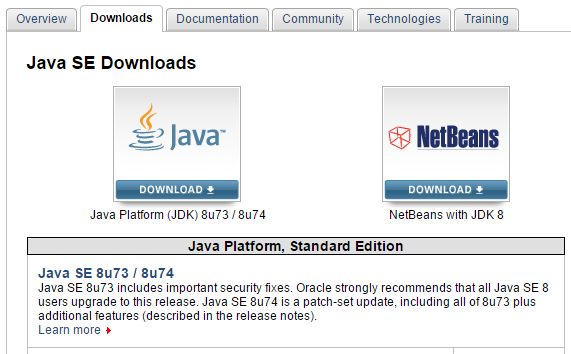 Overview Downloads Documentation Community Technologies Training
Java SE Downloads
Java™ NetBeans
DOWNLOAD DOWNLOAD
Java Platform (JDK) 8u73 / 8u74 NetBeans with JDK 8
Java Platform, Standard Edition
Java SE 8u73 / 8u74
Java SE 8u73 includes important security fixes. Oracle strongly recommends that all Java SE 8
users upgrade to this release. Java SE 8u74 is a patch-set update, including all of 8u73 plus
additional features (described in the release notes).
Learn more